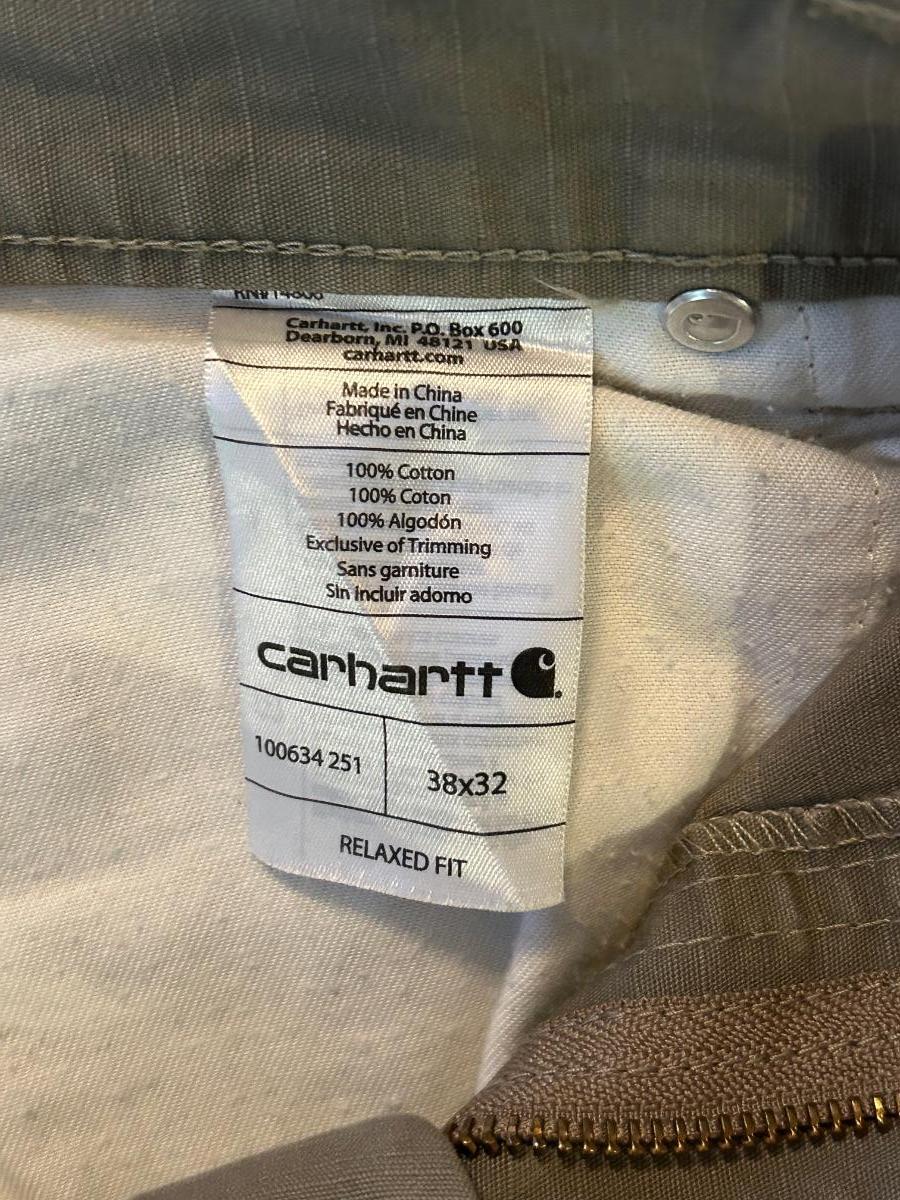 RN# 14806
Carhartt, Inc. P.O. Box 600
Dearborn, MI 48121 USA
carhartt.com
Made in China
Fabriqué en Chine
Hecho en China
100% Cotton
100% Coton
100% Algodón
Exclusive of Trimming
Sans garniture
Sin incluir adorno
carhartt
100634 251
38x32
RELAXED FIT